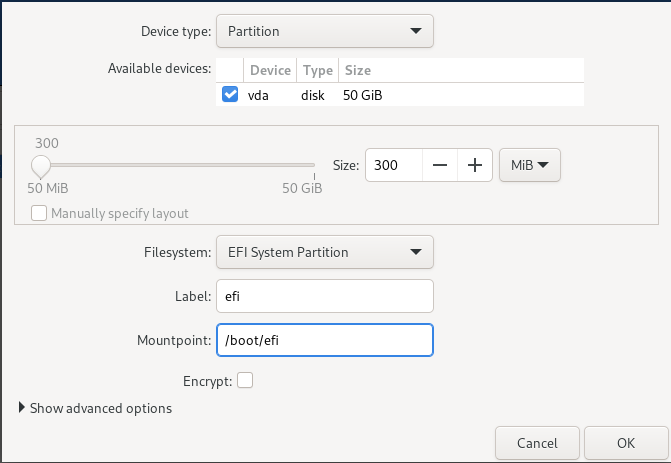 Device type: Partition
Available devices: Device Type Size
vda disk 50 GiB
300
Size: 300 MiB
50 MiB 50 GiB
Manually specify layout
Filesystem: EFI System Partition
Label: efi
Mountpoint: /boot/efi
Encrypt:
Show advanced options
Cancel OK